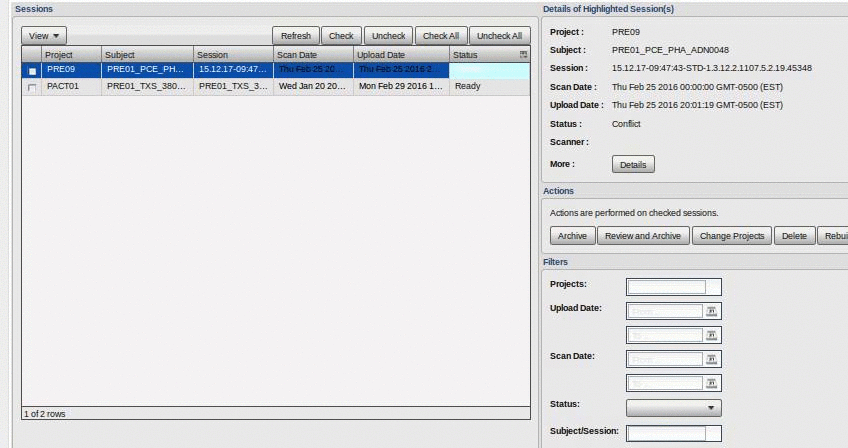 Sessions
View
Refresh Check Uncheck Check All Uncheck All
Project Subject Session Scan Date Upload Date Status
PRE09 PRE01_PCE_PH... 15.12.17-09:47... Thu Feb 25 20... Thu Feb 25 2016 2...
PACT01 PRE01_TXS_380... PRE01_TXS_3... Wed Jan 20 20... Mon Feb 29 2016 1... Ready
1 of 2 rows
Details of Highlighted Session(s)
Project : PRE09
Subject : PRE01_PCE_PHA_ADN0048
Session : 15.12.17-09:47:43-STD-1.3.12.2.1107.5.2.19.45348
Scan Date : Thu Feb 25 2016 00:00:00 GMT-0500 (EST)
Upload Date : Thu Feb 25 2016 20:01:19 GMT-0500 (EST)
Status : Conflict
Scanner :
More : Details
Actions
Actions are performed on checked sessions.
Archive Review and Archive Change Projects Delete Rebui
Filters
Projects:
Upload Date: From...
To ...
Scan Date: From...
To ...
Status:
Subject/Session: